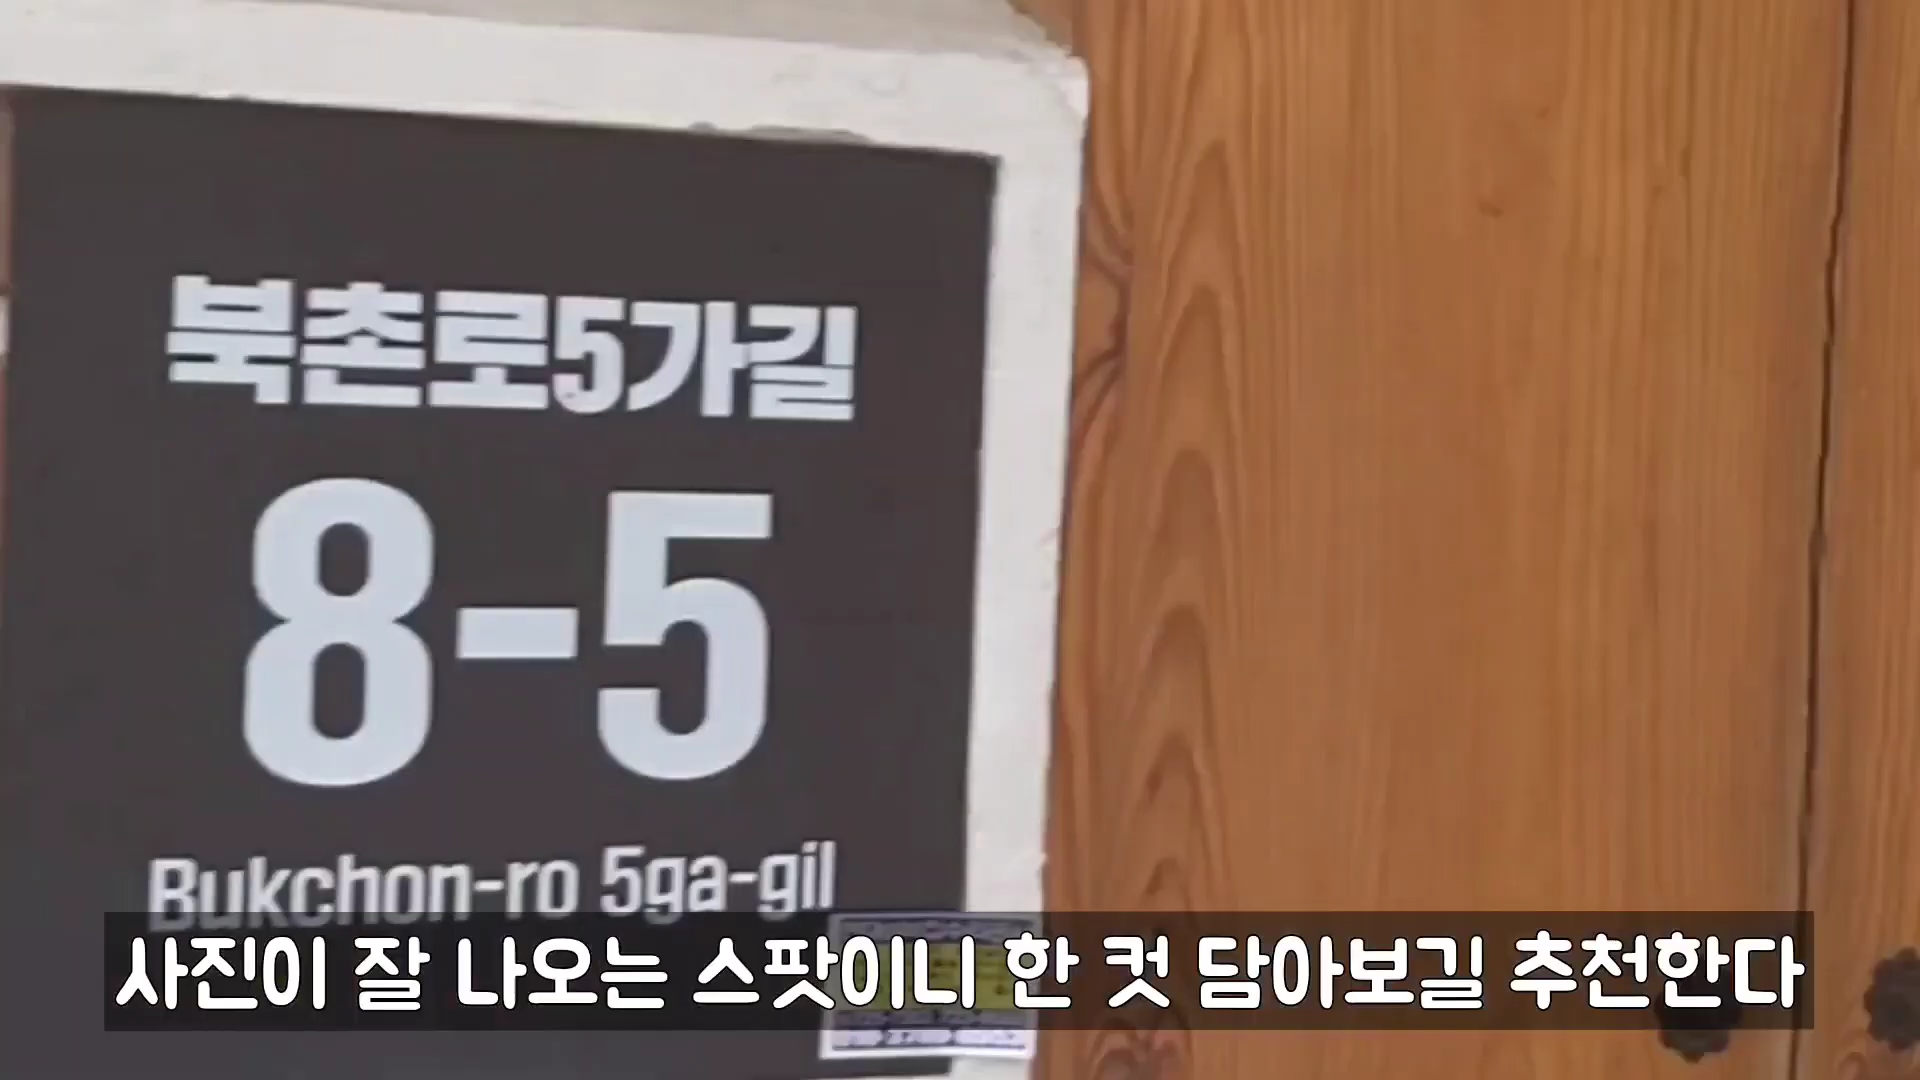 북촌로5가길
8-5
Bukchon-ro 5ga-gil
사진이 잘 나오는 스팟이니 한 컷 담아보길 추천한다